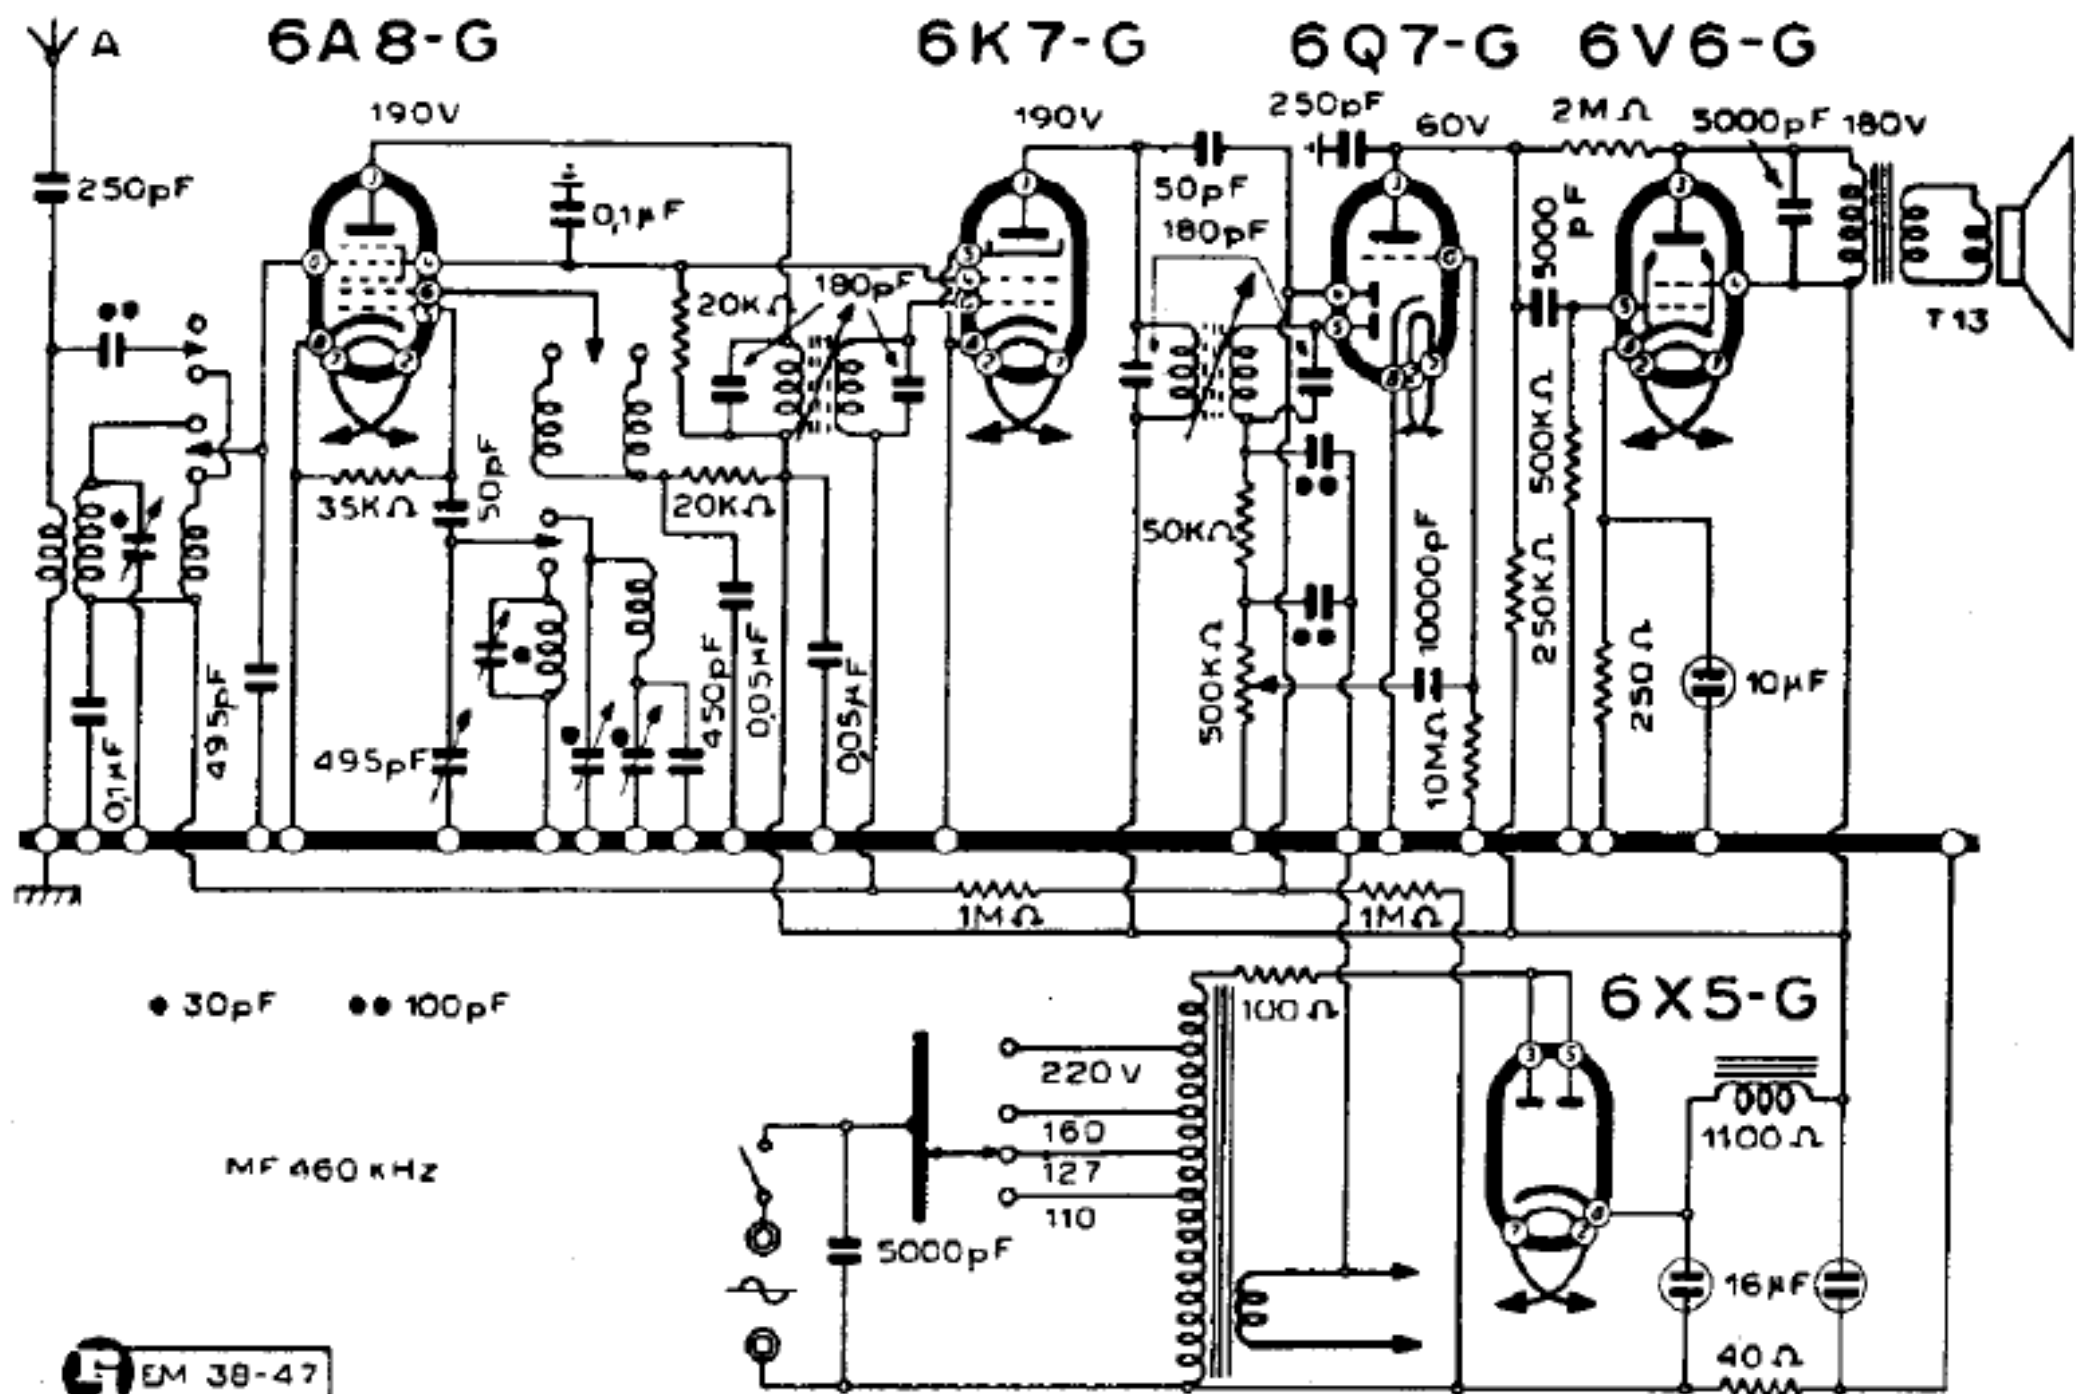 A
6A8-G
6K7-G
6Q7-G
6V6-G
190V
190V
250pF
60V
2MΩ
5000pF
180V
250pF
0,1µF
50pF
180pF
5000
pF
20KΩ
180pF
T13
35KΩ
50pF
20KΩ
50KΩ
10000pF
500KΩ
250KΩ
495pF
0,1µF
495pF
450pF
0,05µF
0,05µF
500KΩ
10MΩ
250Ω
10µF
1MΩ
1MΩ
• 30pF
•• 100pF
100Ω
6X5-G
220V
160
127
110
1100Ω
MF 460 KHz
5000pF
16µF
40Ω
EM 38-47